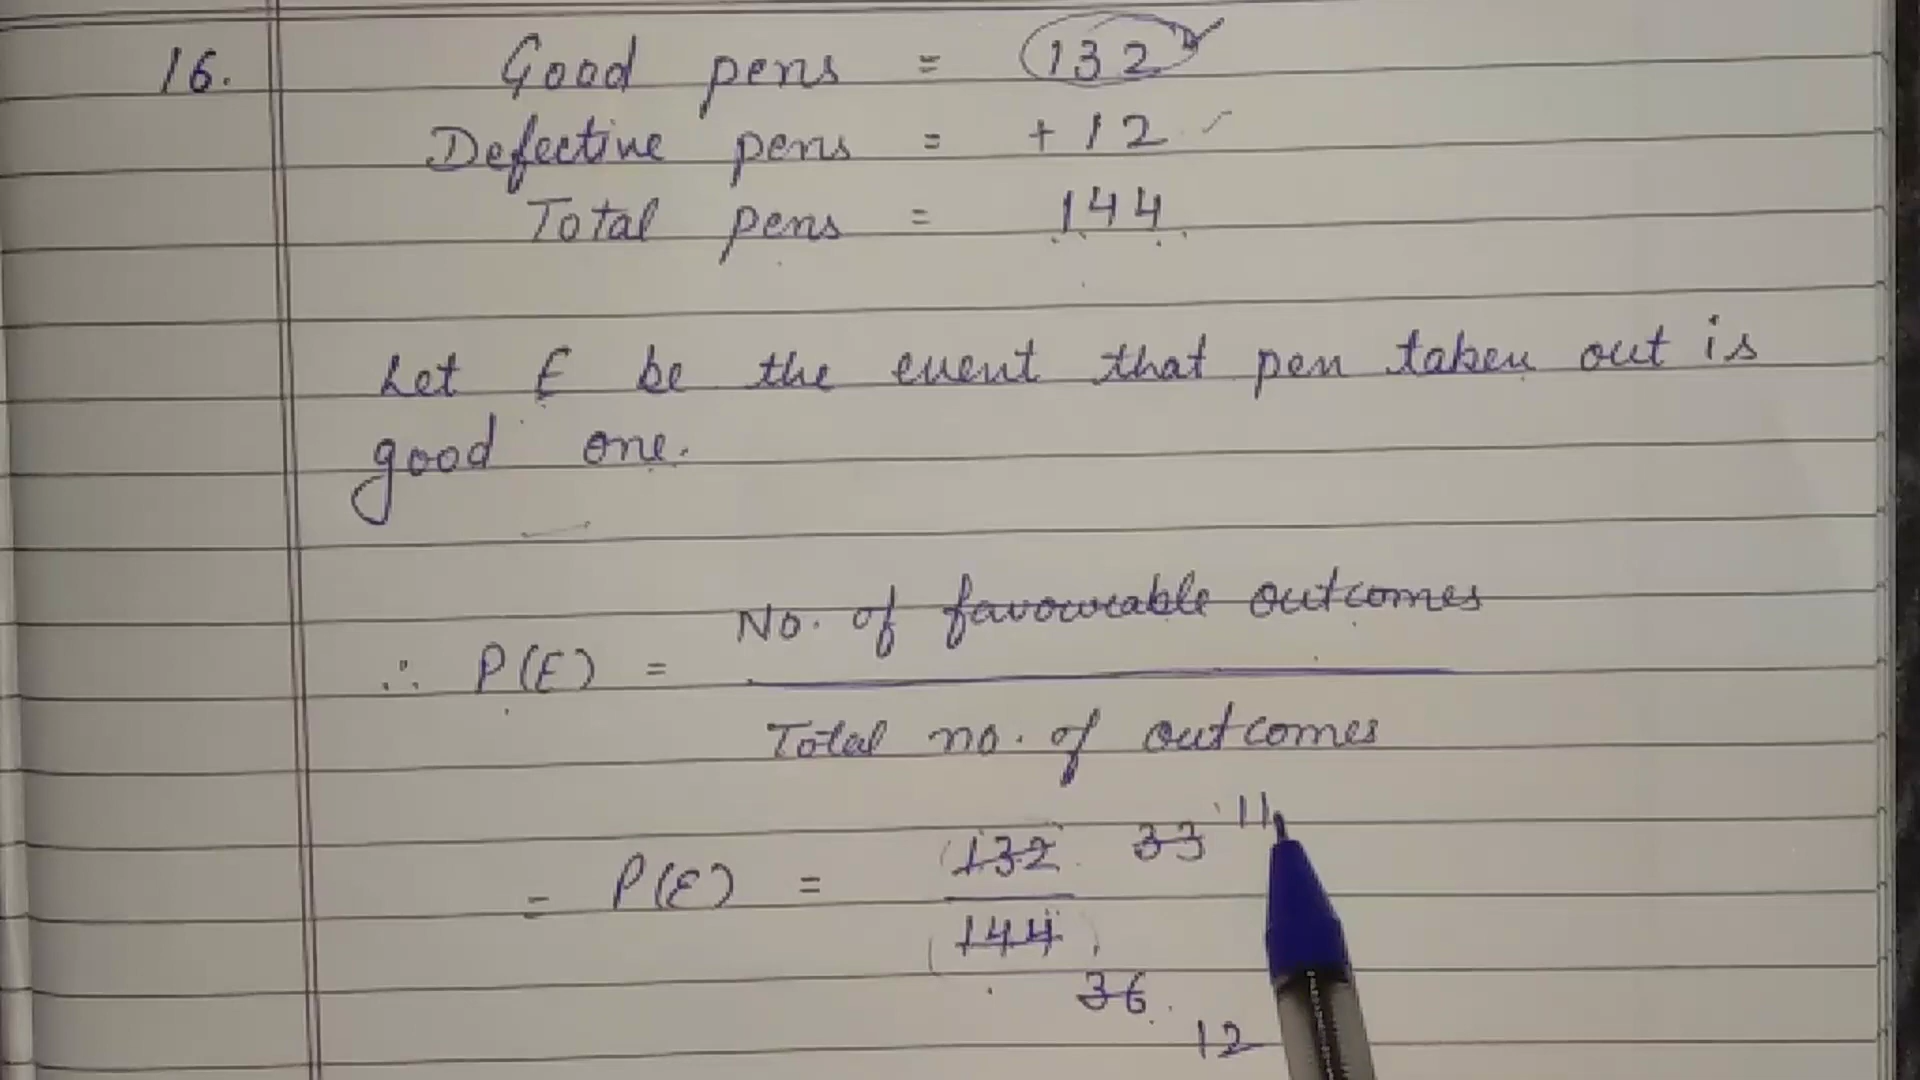 16. Good pens = 132
Defective pens = + 12
Total pens = 144
Let E be the event that pen taken out is
good one.
No. of favourable outcomes
∴ P(E) =
Total no. of outcomes
132 33 11
= P(E) =
144
36
12